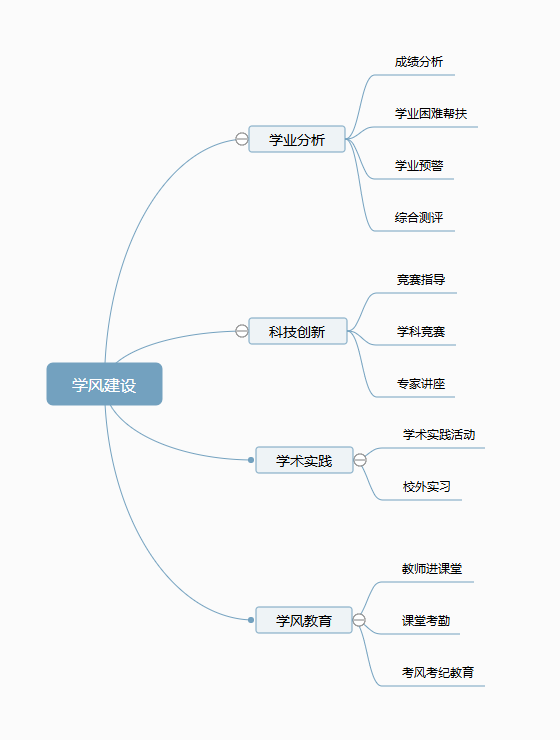 学风建设
学业分析
成绩分析
学业困难帮扶
学业预警
综合测评
科技创新
竞赛指导
学科竞赛
专家讲座
学术实践
学术实践活动
校外实习
学风教育
教师进课堂
课堂考勤
考风考纪教育